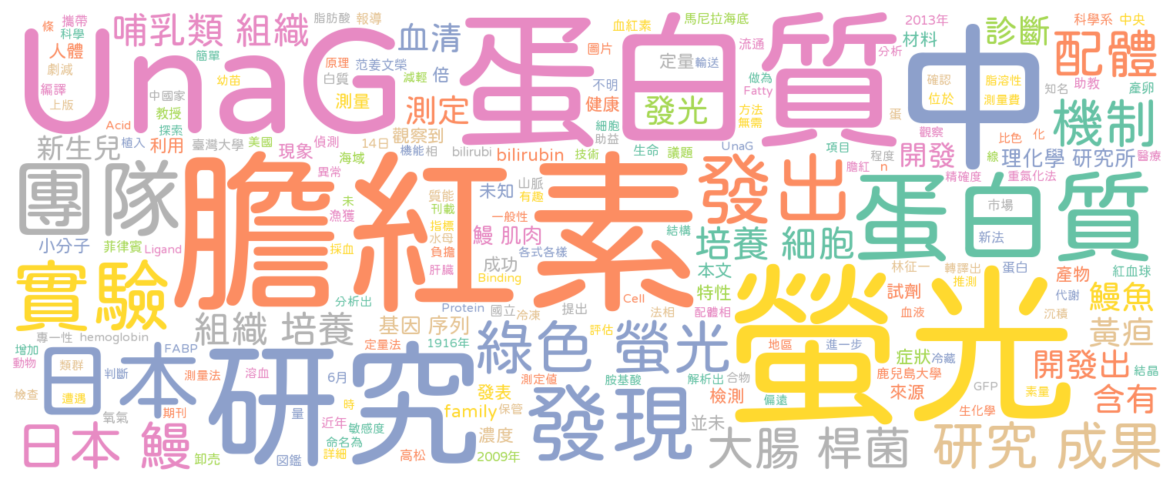 UnaG
蛋白質
中
配體
哺乳類 組織
血清
脂肪酸
報導
血紅素
馬尼拉海底
2013年
材料
診斷
科學系
中央
條
攜帶
科學
人體
簡單
原理
范姜文榮
減輕
倍
圖片
流通
定量
輸送
分析
確認
脂溶性
產卵
劇減
幼苗
白質
不明
做為
知名
助教
編譯
上版
中國家
教授
測量
測定
健康
發光
Fatty
方法
無需
位於
測量費
機制
Acid
植入
探索
利用
臺灣大學
美國
偵測
14日
觀察到
細胞
助益
蛋
觀察
比色
化
新生兒
現象
海域
機能
相
bilirubi
bilirubin
技術
生命
議題
UnaG
項目
開發
線
理化學 研究所
醫療
團隊
異常
未
漁獲
質能
刊載
山脈
有趣
未知
膽紅
程度
n
精確度
重氮化法
膽紅素
發出
蛋白質
市場
新法
小分子
菲律賓
Ligand
採血
指標
水母
負擔
肝臟
一般性
鰻 肌肉
各式各樣
結構
培養 細胞
實驗
成功
Binding
本文
林征一
轉譯出
推測
蛋白
產物
紅血球
分析出
Protein
國立
冷凍
提出
Cell
法相
特性
配體相
試劑
血液
代謝
沉積
鰻魚
組織 培養
基因 序列
專一性
hemoglobin
定量法
1916年
評估
綠色 螢光
螢光
地區
進一步
黃疸
增加
動物
類群
FABP
日本
研究
判斷
測量法
溶血
6月
發表
測定值
胺基酸
解析出
合物
症狀
冷藏
鹿兒島大學
開發出
結晶
檢查
濃過
氧氣
期刊
量
時
近年
敏感度
命名為
family
保管
發現
檢測
偏遠
來源
GFP
素量
生化學
含有
日本 鰻
卸売
図鑑
詳細
高松
濃度
2009年
並未
大腸 桿菌
研究 成果